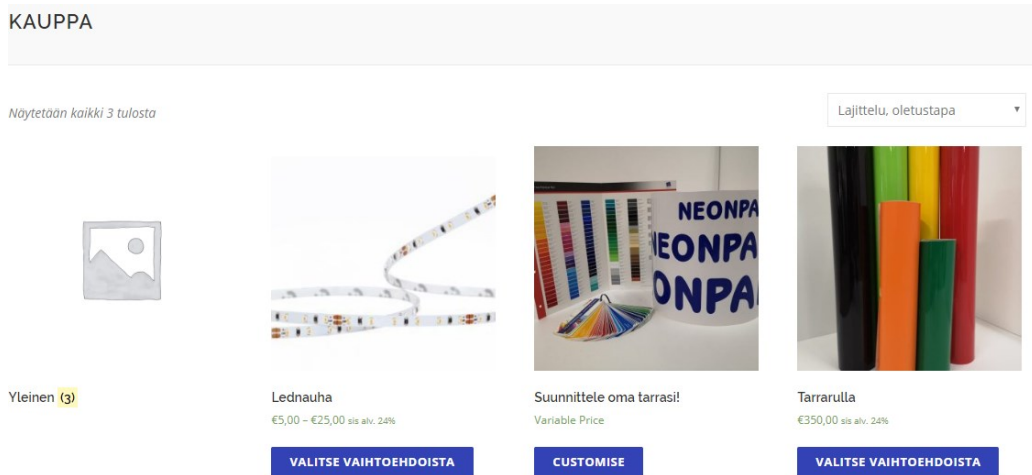 KAUPPA
Näytetään kaikki 3 tulosta
Lajittelu, oletustapa
NEONPA
EONPA
ONPA
Yleinen (3)
Lednauha
€5,00 – €25,00 sis alv. 24%
VALITSE VAIHTOEHDOISTA
Suunnittele oma tarrasi!
Variable Price
CUSTOMISE
Tarrarulla
€350,00 sis alv. 24%
VALITSE VAIHTOEHDOISTA